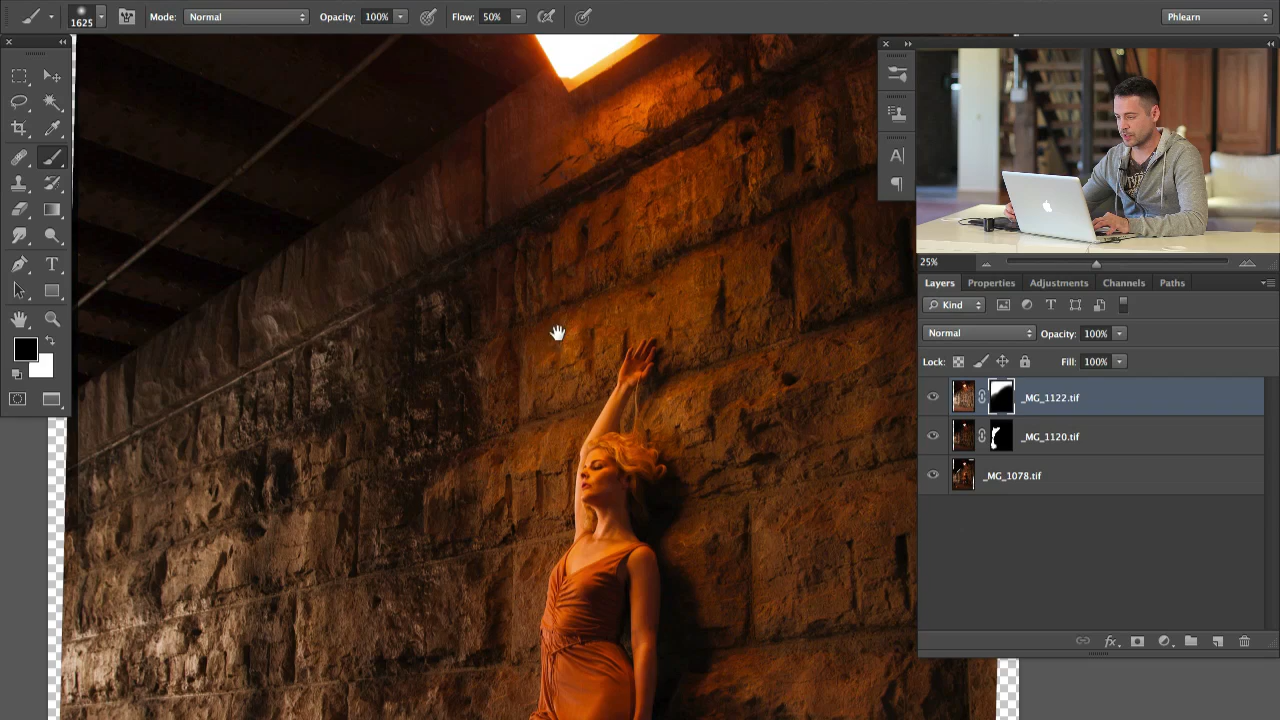 1625 Mode: Normal Opacity: 100% Flow: 50% Phlearn
A
T
25%
Layers Properties Adjustments Channels Paths
Kind T
Normal Opacity: 100%
Lock: Fill: 100%
_MG_1122.tif
_MG_1120.tif
_MG_1078.tif
fx